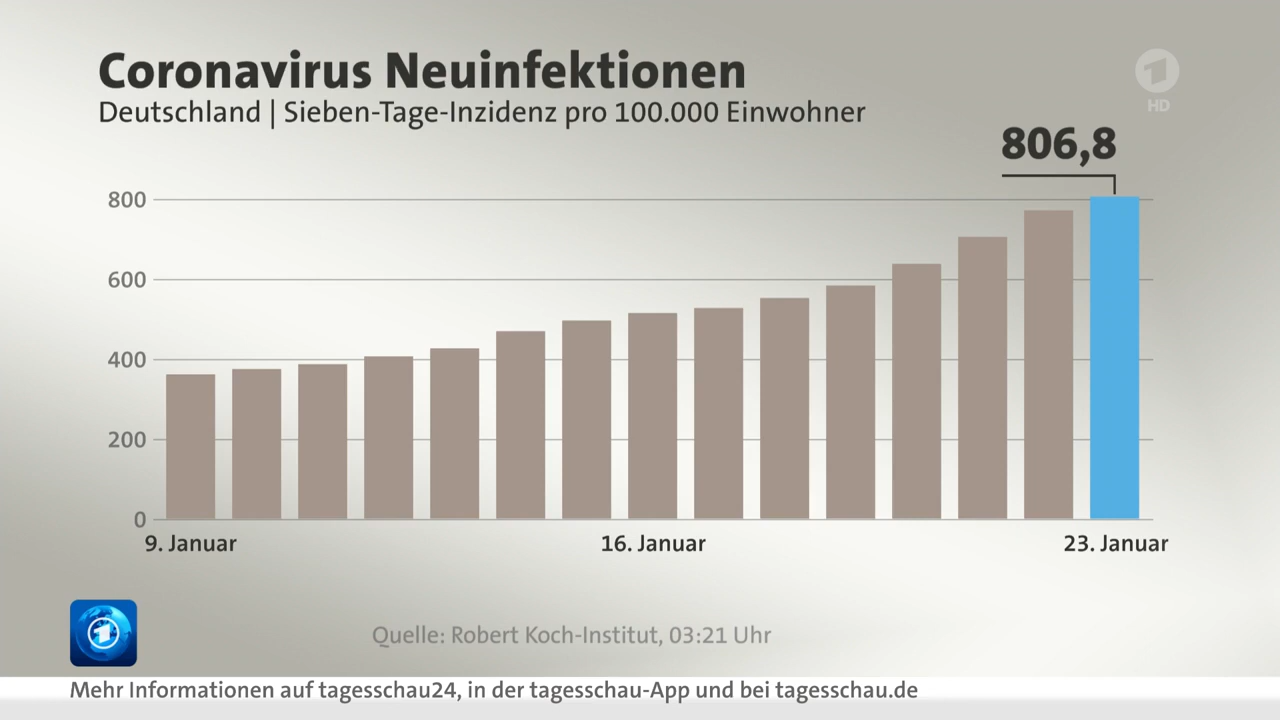 Coronavirus Neuinfektionen
Deutschland | Sieben-Tage-Inzidenz pro 100.000 Einwohner
1
HD
806,8
800
600
400
200
0
9. Januar
16. Januar
23. Januar
1
Quelle: Robert Koch-Institut, 03:21 Uhr
Mehr Informationen auf tagesschau24, in der tagesschau-App und bei tagesschau.de